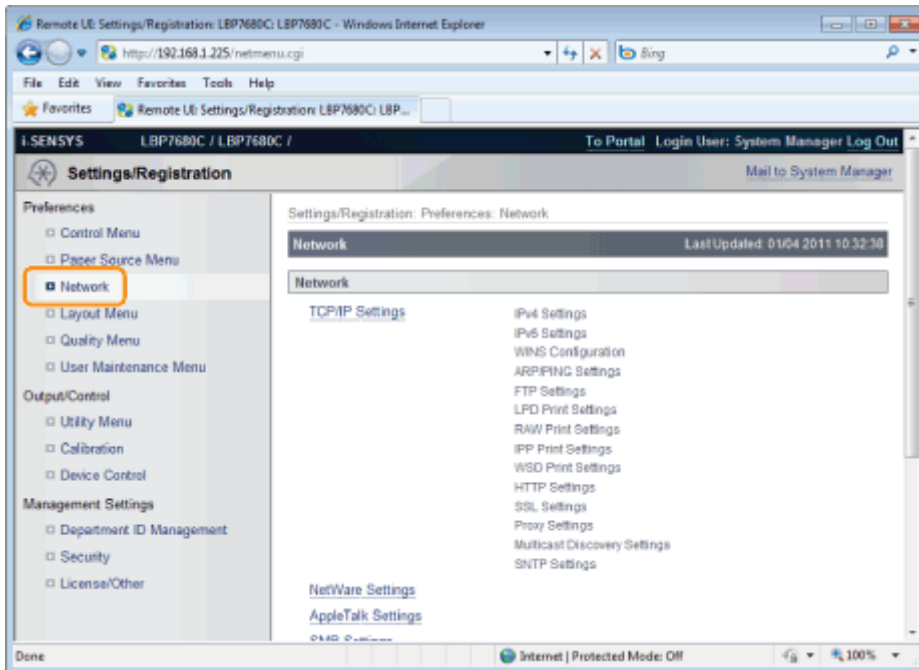 Remote UI: Settings/Registration: LBP7680C: LBP7680C - Windows Internet Explorer
http://192.168.1.225/netmenu.cgi
Bing
File Edit View Favorites Tools Help
Favorites
Remote UI: Settings/Registration: LBP7680C: LBP...
i-SENSYS LBP7680C / LBP7680C /
To Portal Login User: System Manager Log Out
Settings/Registration
Mail to System Manager
Preferences
Control Menu
Paper Source Menu
Network
Layout Menu
Quality Menu
User Maintenance Menu
Output/Control
Utility Menu
Calibration
Device Control
Management Settings
Department ID Management
Security
License/Other
Settings/Registration: Preferences: Network
Network
Last Updated: 01/04 2011 10:32:38
Network
TCP/IP Settings
IPv4 Settings
IPv6 Settings
WINS Configuration
ARP/PING Settings
FTP Settings
LPD Print Settings
RAW Print Settings
IPP Print Settings
WSD Print Settings
HTTP Settings
SSL Settings
Proxy Settings
Multicast Discovery Settings
SNTP Settings
NetWare Settings
AppleTalk Settings
SMB Settings
Done
Internet | Protected Mode: Off
100%